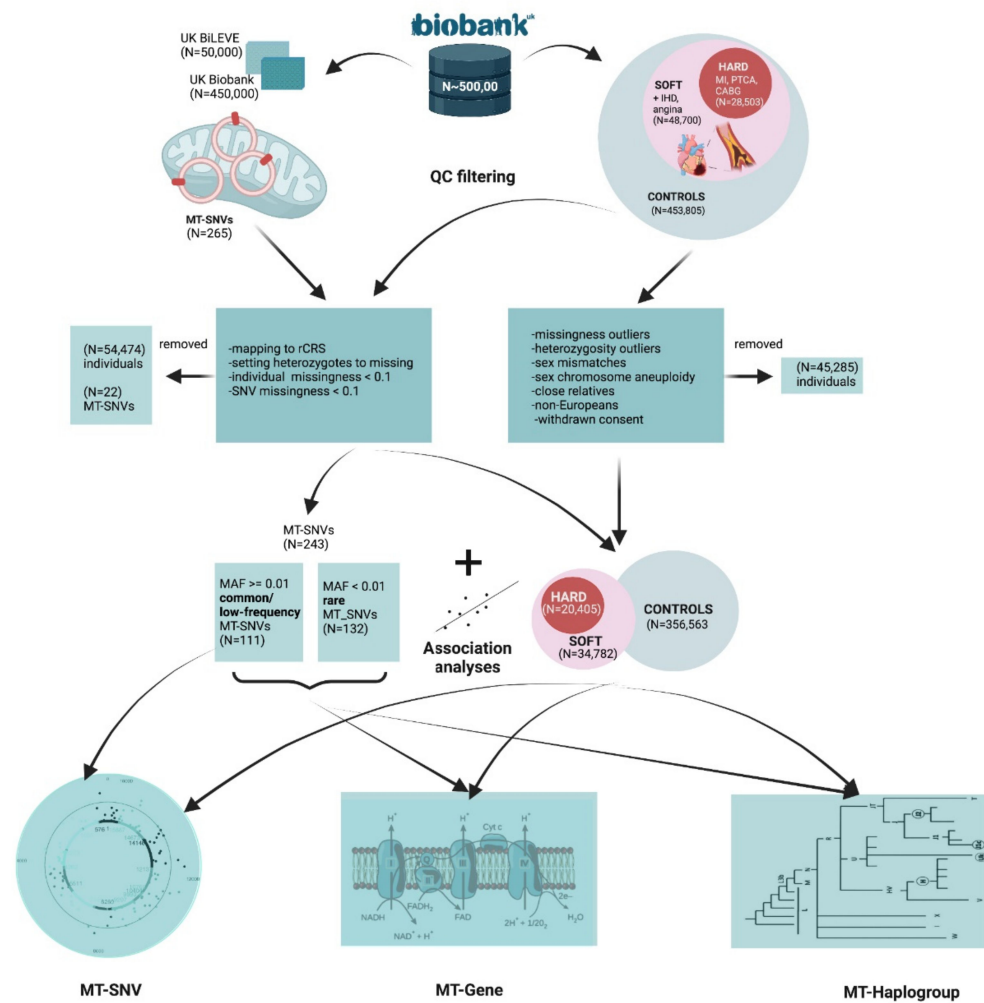 biobank uk
UK BiLEVE
(N=50,000)
UK Biobank
(N=450,000)
N~500,00
HARD
MI, PTCA,
CABG
(N=28,503)
SOFT
+ IHD,
angina
(N=48,700)
CONTROLS
(N=453,805)
QC filtering
MT-SNVs
(N=265)
(N=54,474)
individuals
(N=22)
MT-SNVs
removed
-mapping to rCRS
-setting heterozygotes to missing
-individual missingness < 0.1
-SNV missingness < 0.1
-missingness outliers
-heterozygosity outliers
-sex mismatches
-sex chromosome aneuploidy
-close relatives
-non-Europeans
-withdrawn consent
removed
(N=45,285)
individuals
MT-SNVs
(N=243)
MAF >= 0.01
common/
low-frequency
MT-SNVs
(N=111)
MAF < 0.01
rare
MT_SNVs
(N=132)
+
Association
analyses
HARD
(N=20,405)
SOFT
(N=34,782)
CONTROLS
(N=356,563
H+ H+ Cyt c H+
I Q II III IV
NADH FADH2 FAD 2e- H2O
NAD+ + H+ 2H+ + 1/2O2
L3b M N R U HV JT T H V X I W
MT-SNV
MT-Gene
MT-Haplogroup